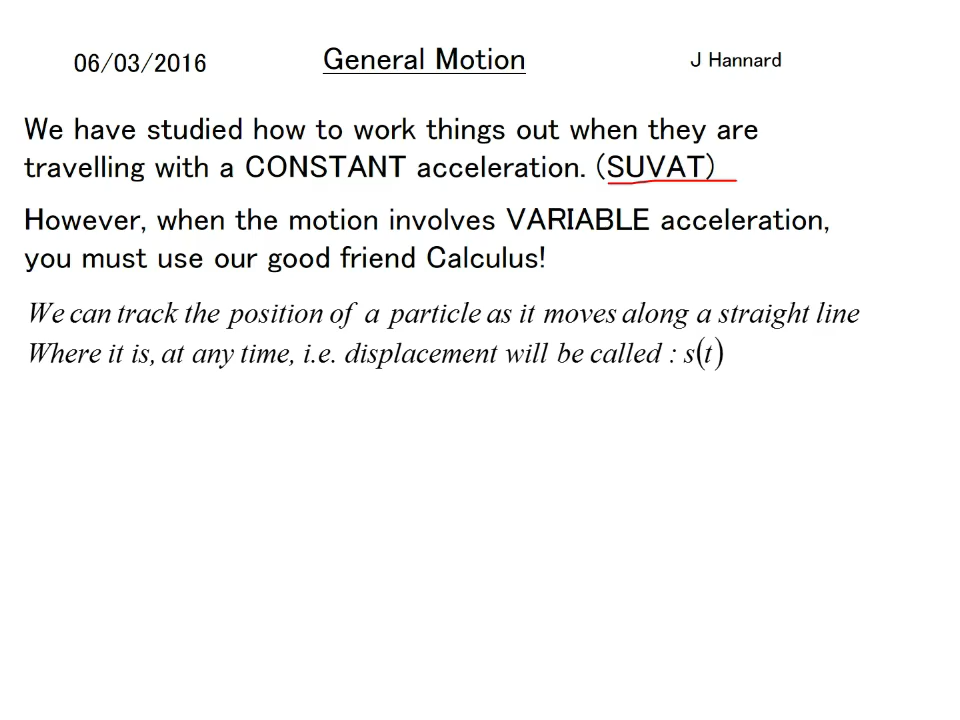 06/03/2016 General Motion J Hannard
We have studied how to work things out when they are
travelling with a CONSTANT acceleration. (SUVAT)
However, when the motion involves VARIABLE acceleration,
you must use our good friend Calculus!
We can track the position of a particle as it moves along a straight line
Where it is, at any time, i.e. displacement will be called : s(t)